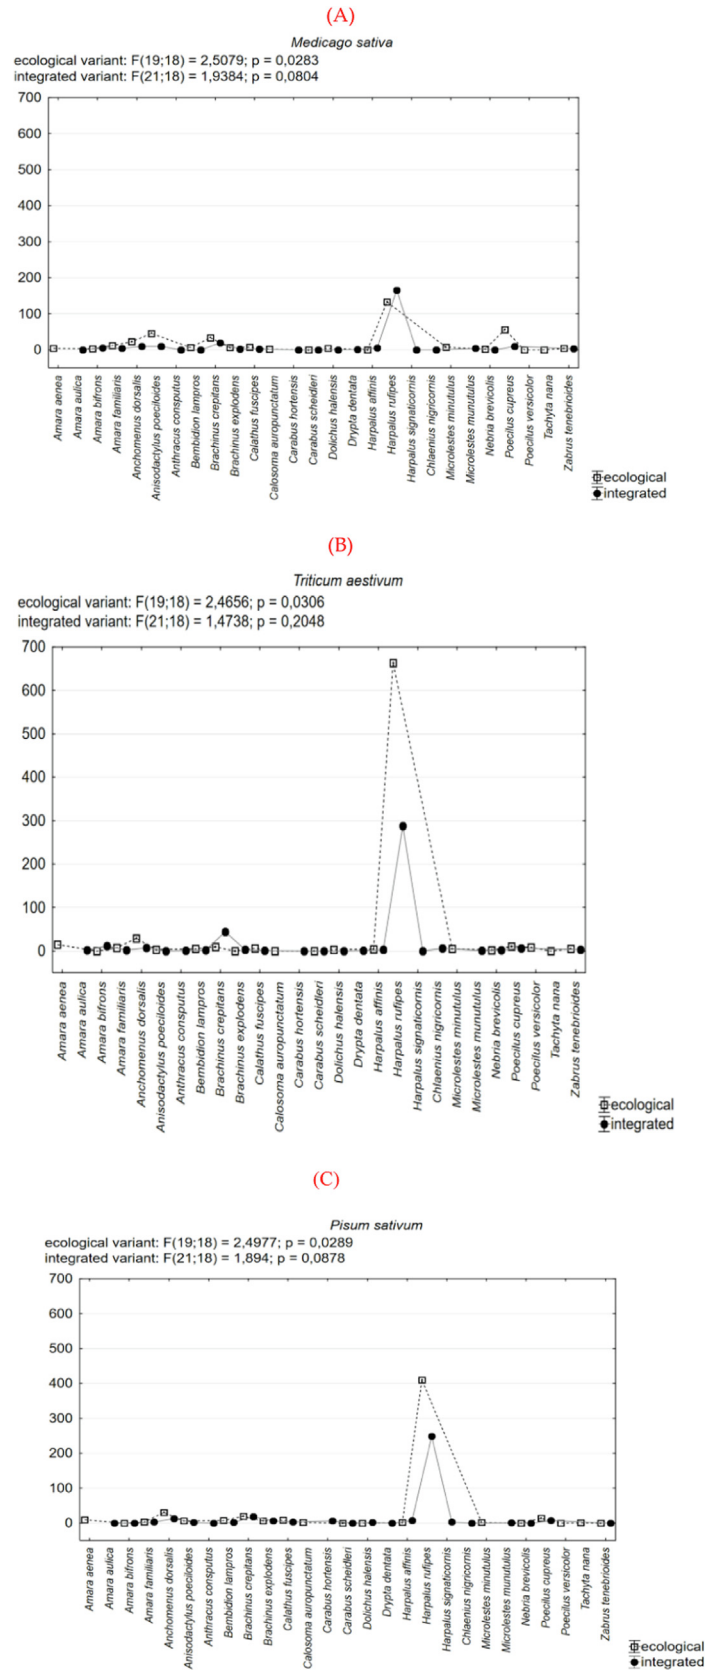 (A)
Medicago sativa
ecological variant: F(19;18) = 2,5079; p = 0,0283
integrated variant: F(21;18) = 1,9384; p = 0,0804
700
600
500
400
300
200
100
0
Amara aenea
Amara aulica
Amara bifrons
Amara familiaris
Anchomenus dorsalis
Anisodactylus poeciloides
Anthracus consputus
Bembidion lampros
Brachinus crepitans
Brachinus explodens
Calathus fuscipes
Calosoma auropunctatum
Carabus hortensis
Carabus scheidleri
Dolichus halensis
Drypta dentata
Harpalus affinis
Harpalus rufipes
Harpalus signaticornis
Chlaenius nigricornis
Microlestes minutulus
Microlestes munutulus
Nebria brevicolis
Poecilus cupreus
Poecilus versicolor
Tachyta nana
Zabrus tenebrioides
ecological
integrated
(B)
Triticum aestivum
ecological variant: F(19;18) = 2,4656; p = 0,0306
integrated variant: F(21;18) = 1,4738; p = 0,2048
700
600
500
400
300
200
100
0
Amara aenea
Amara aulica
Amara bifrons
Amara familiaris
Anchomenus dorsalis
Anisodactylus poeciloides
Anthracus consputus
Bembidion lampros
Brachinus crepitans
Brachinus explodens
Calathus fuscipes
Calosoma auropunctatum
Carabus hortensis
Carabus scheidleri
Dolichus halensis
Drypta dentata
Harpalus affinis
Harpalus rufipes
Harpalus signaticornis
Chlaenius nigricornis
Microlestes minutulus
Microlestes munutulus
Nebria brevicolis
Poecilus cupreus
Poecilus versicolor
Tachyta nana
Zabrus tenebrioides
ecological
integrated
(C)
Pisum sativum
ecological variant: F(19;18) = 2,4977; p = 0,0289
integrated variant: F(21;18) = 1,894; p = 0,0878
700
600
500
400
300
200
100
0
Amara aenea
Amara aulica
Amara bifrons
Amara familiaris
Anchomenus dorsalis
Anisodactylus poeciloides
Anthracus consputus
Bembidion lampros
Brachinus crepitans
Brachinus explodens
Calathus fuscipes
Calosoma auropunctatum
Carabus hortensis
Carabus scheidleri
Dolichus halensis
Drypta dentata
Harpalus affinis
Harpalus rufipes
Harpalus signaticornis
Chlaenius nigricornis
Microlestes minutulus
Microlestes munutulus
Nebria brevicolis
Poecilus cupreus
Poecilus versicolor
Tachyta nana
Zabrus tenebrioides
ecological
integrated